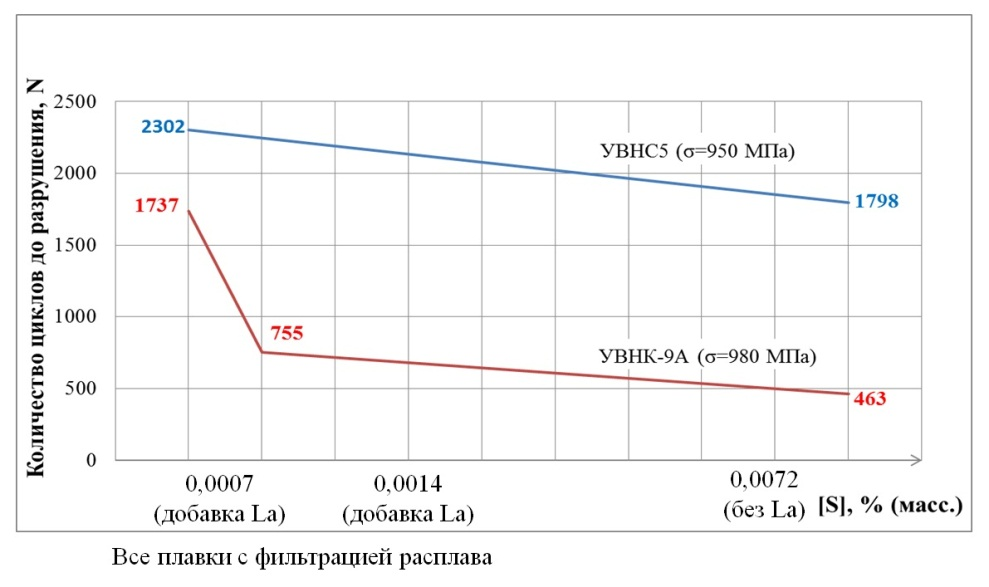 Количество циклов до разрушения, N
2500
2000
1500
1000
500
0
2302
1737
755
1798
463
УВНС5 (σ=950 МПа)
УВНК-9А (σ=980 МПа)
0,0007
(добавка La)
0,0014
(добавка La)
0,0072
(без La)
[S], % (масс.)
Все плавки с фильтрацией расплава